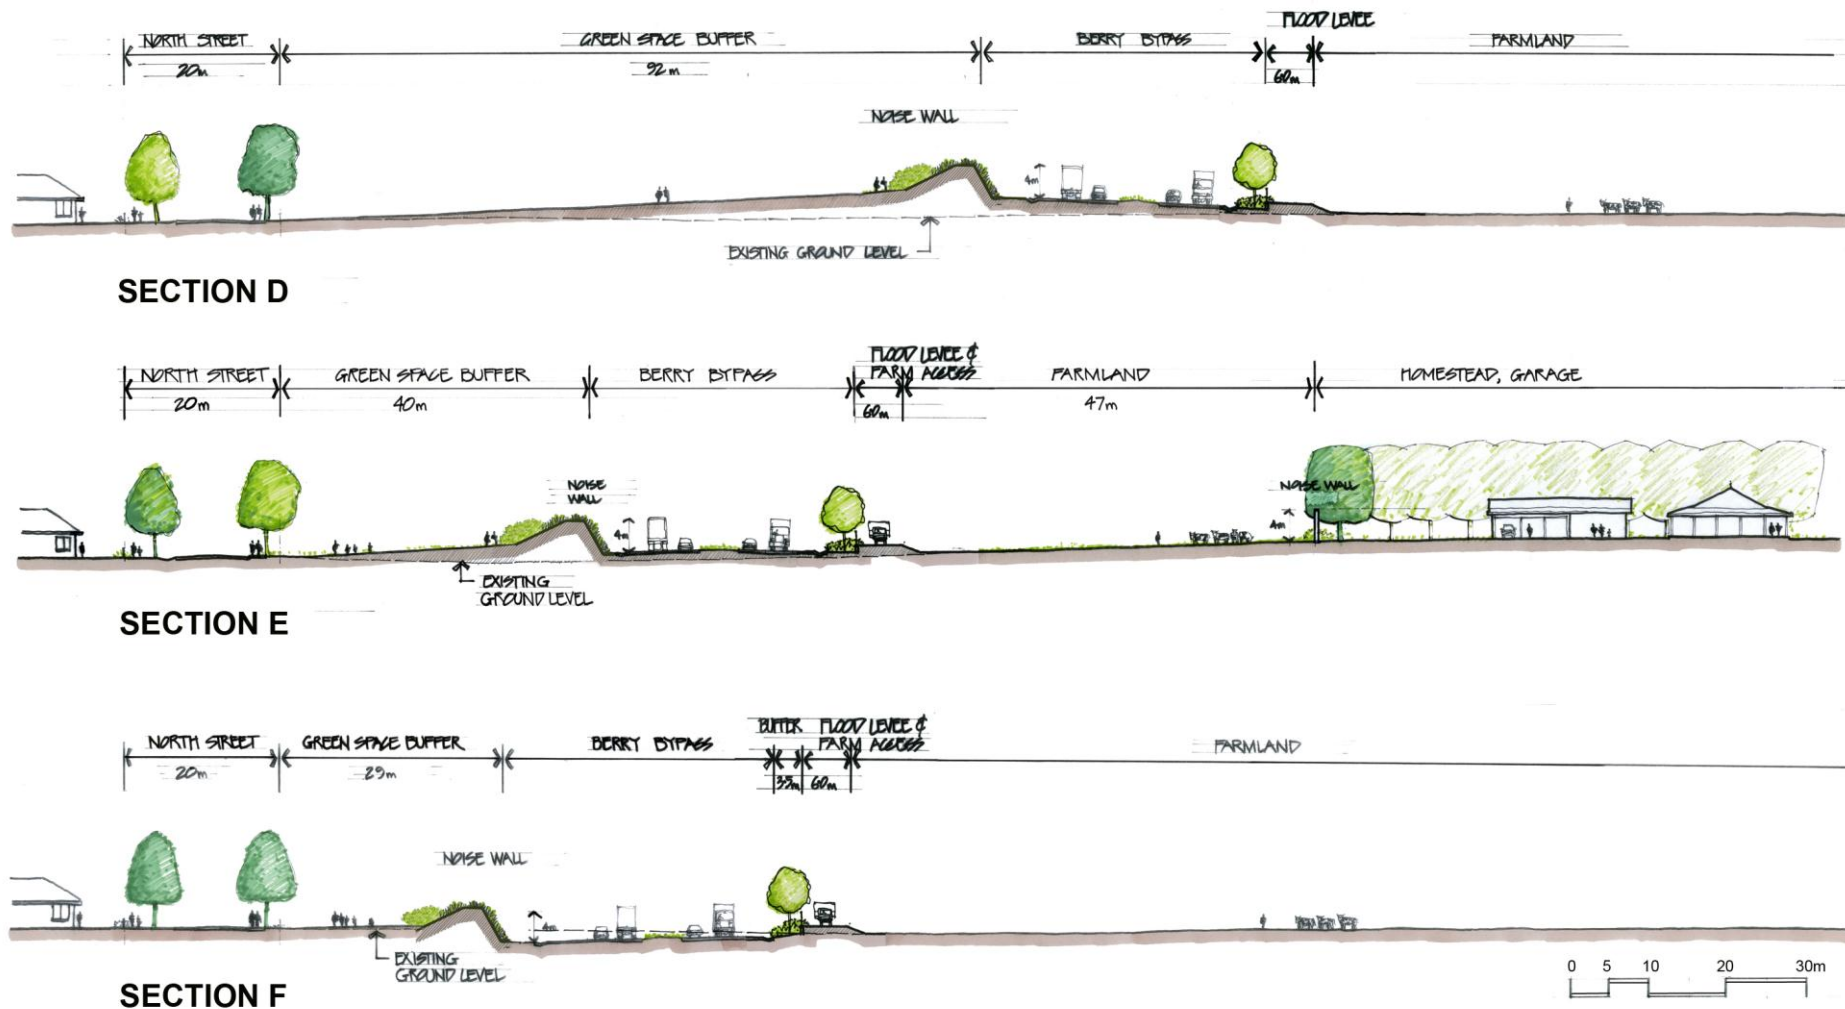 FLOOD LEVEE
NORTH STREET GREEN SPACE BUFFER BERRY BYPASS FARMLAND
20m 92m 60m
NOISE WALL
4m
EXISTING GROUND LEVEL
SECTION D
FLOOD LEVEE &
NORTH STREET GREEN SPACE BUFFER BERRY BYPASS FARM ACCESS FARMLAND HOMESTEAD, GARAGE
20m 40m 60m 47m
NOISE
WALL
NOISE WALL
4m 4m
EXISTING
GROUND LEVEL
SECTION E
BUFFER FLOOD LEVEE &
NORTH STREET GREEN SPACE BUFFER BERRY BYPASS FARM ACCESS FARMLAND
20m 29m 60m
NOISE WALL
4m
EXISTING
GROUND LEVEL
0 5 10 20 30m
SECTION F